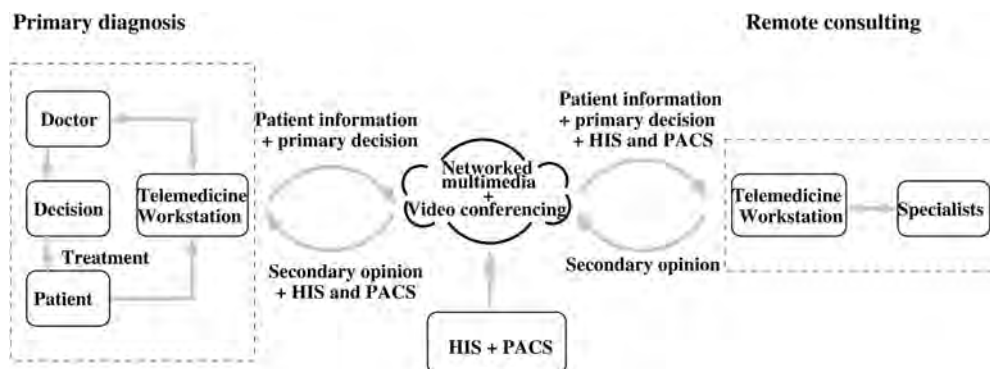 Primary diagnosis
Remote consulting
Doctor
Decision
Treatment
Patient
Telemedicine
Workstation
Patient information
+ primary decision
Secondary opinion
+ HIS and PACS
Networked
multimedia
+
Video conferencing
HIS + PACS
Patient information
+ primary decision
+ HIS and PACS
Secondary opinion
Telemedicine
Workstation
Specialists